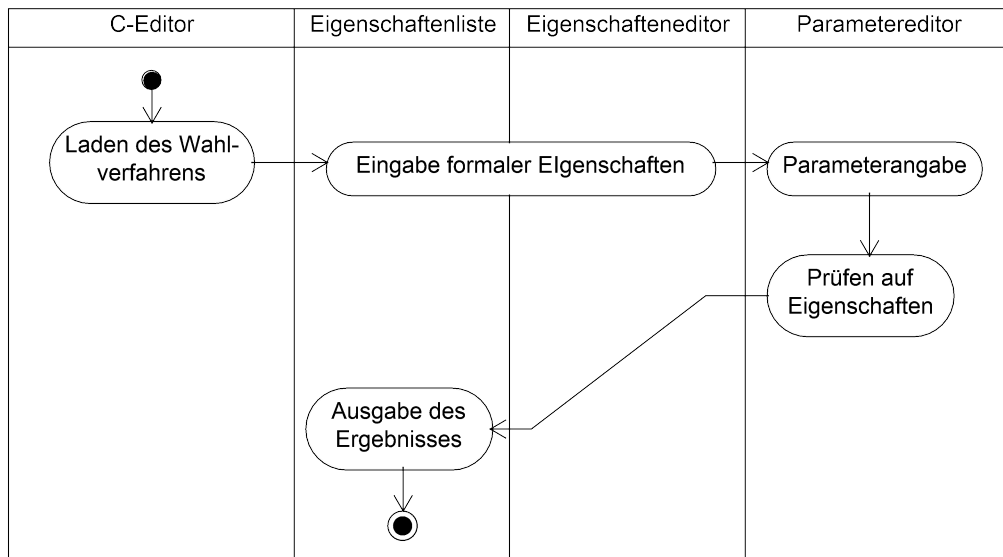 C-Editor
Eigenschaftenliste
Eigenschafteneditor
Parametereditor
Laden des Wahl-
verfahrens
Eingabe formaler EIgenschaften
Parameterangabe
Prüfen auf
Eigenschaften
Ausgabe des
Ergebnisses